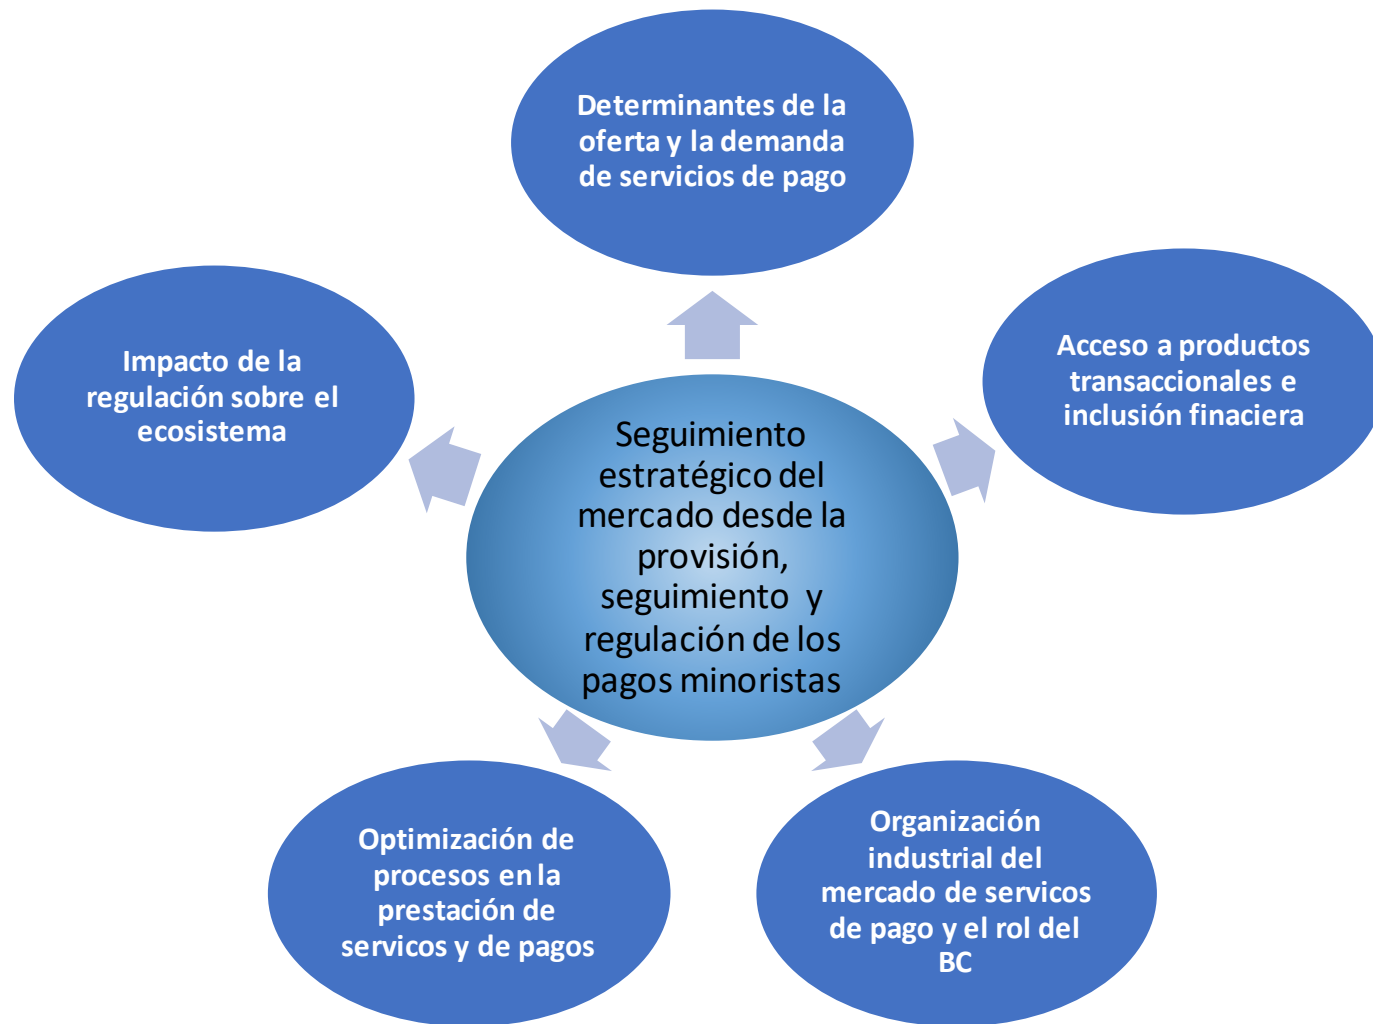 Determinantes de la
oferta y la demanda
de servicios de pago
Impacto de la
regulación sobre el
ecosistema
Acceso a productos
transaccionales e
inclusión finaciera
Seguimiento
estratégico del
mercado desde la
provisión,
seguimiento y
regulación de los
pagos minoristas
Optimización de
procesos en la
prestación de
servicos y de pagos
Organización
industrial del
mercado de servicos
de pago y el rol del
BC